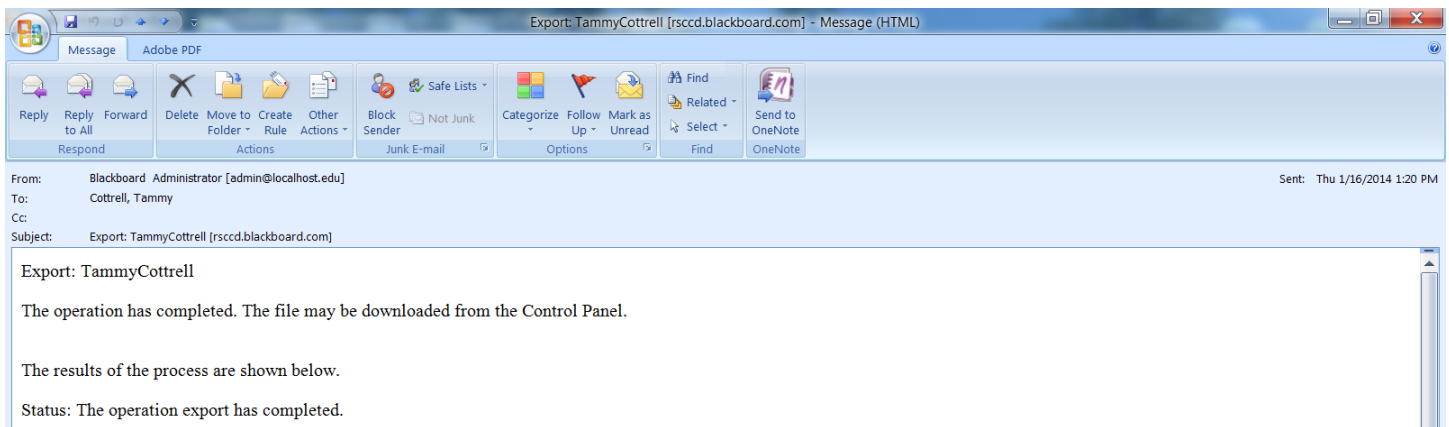 Export: TammyCottrell [rsccd.blackboard.com] - Message (HTML)
Message Adobe PDF
Reply Reply to All Forward Delete Move to Folder Create Rule Other Actions Block Sender Safe Lists Not Junk Categorize Follow Up Mark as Unread Find Related Select Send to OneNote
Respond Actions Junk E-mail Options Find OneNote
From: Blackboard Administrator [admin@localhost.edu] Sent: Thu 1/16/2014 1:20 PM
To: Cottrell, Tammy
Cc:
Subject: Export: TammyCottrell [rsccd.blackboard.com]
Export: TammyCottrell
The operation has completed. The file may be downloaded from the Control Panel.
The results of the process are shown below.
Status: The operation export has completed.